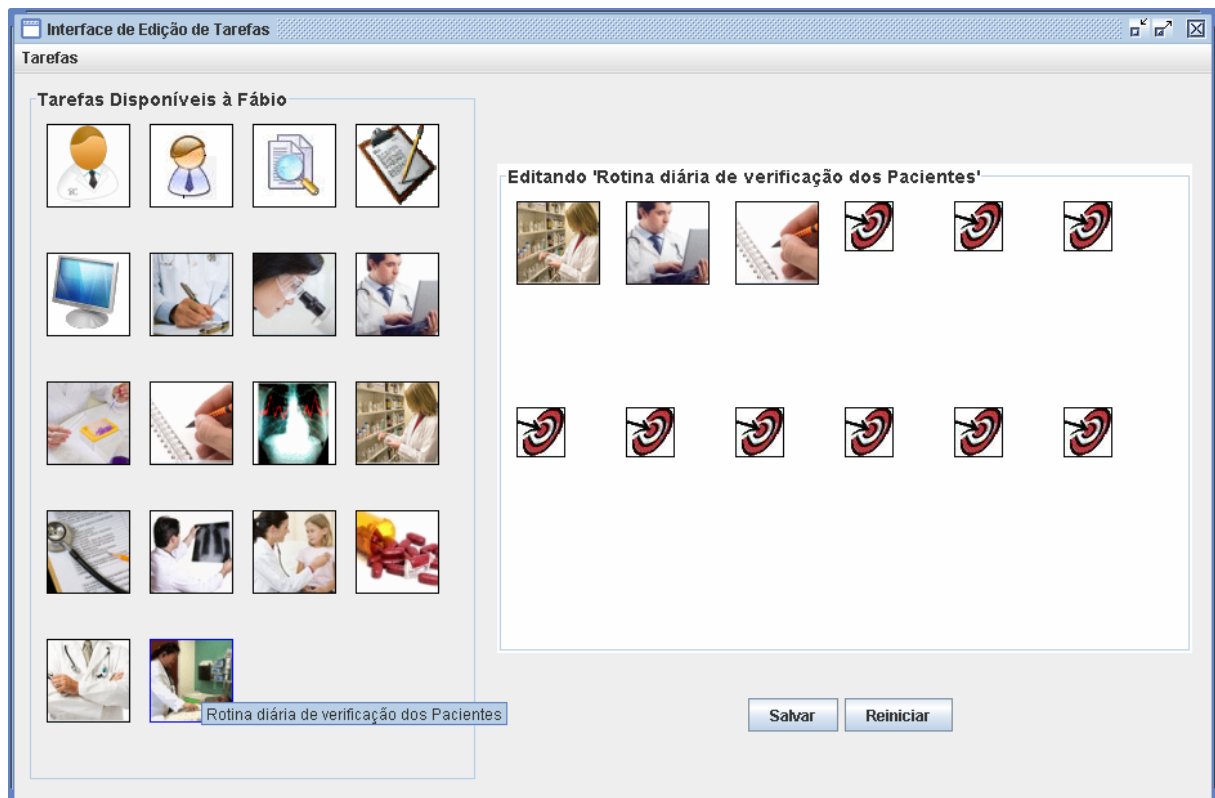 Interface de Edição de Tarefas
Tarefas
Tarefas Disponíveis à Fábio
Editando 'Rotina diária de verificação dos Pacientes'
Rotina diária de verificação dos Pacientes
Salvar
Reiniciar